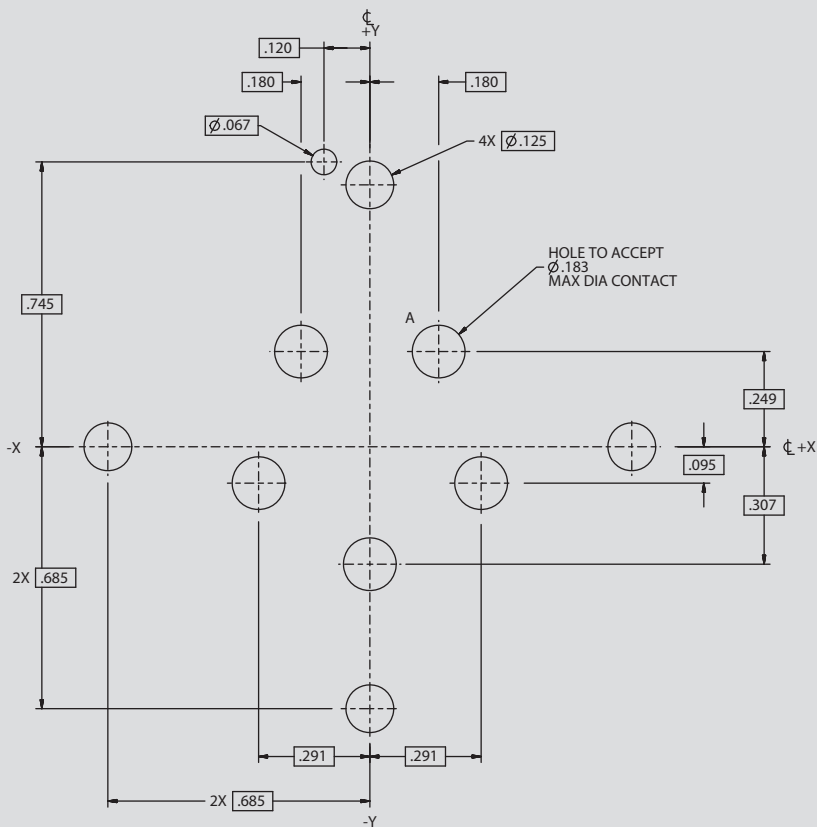 ℄
+Y
.120
.180
.180
⌀.067
4X ⌀.125
HOLE TO ACCEPT
⌀.183
MAX DIA CONTACT
.745
A
.249
-X
℄ +X
.095
.307
2X .685
.291
.291
2X .685
-Y